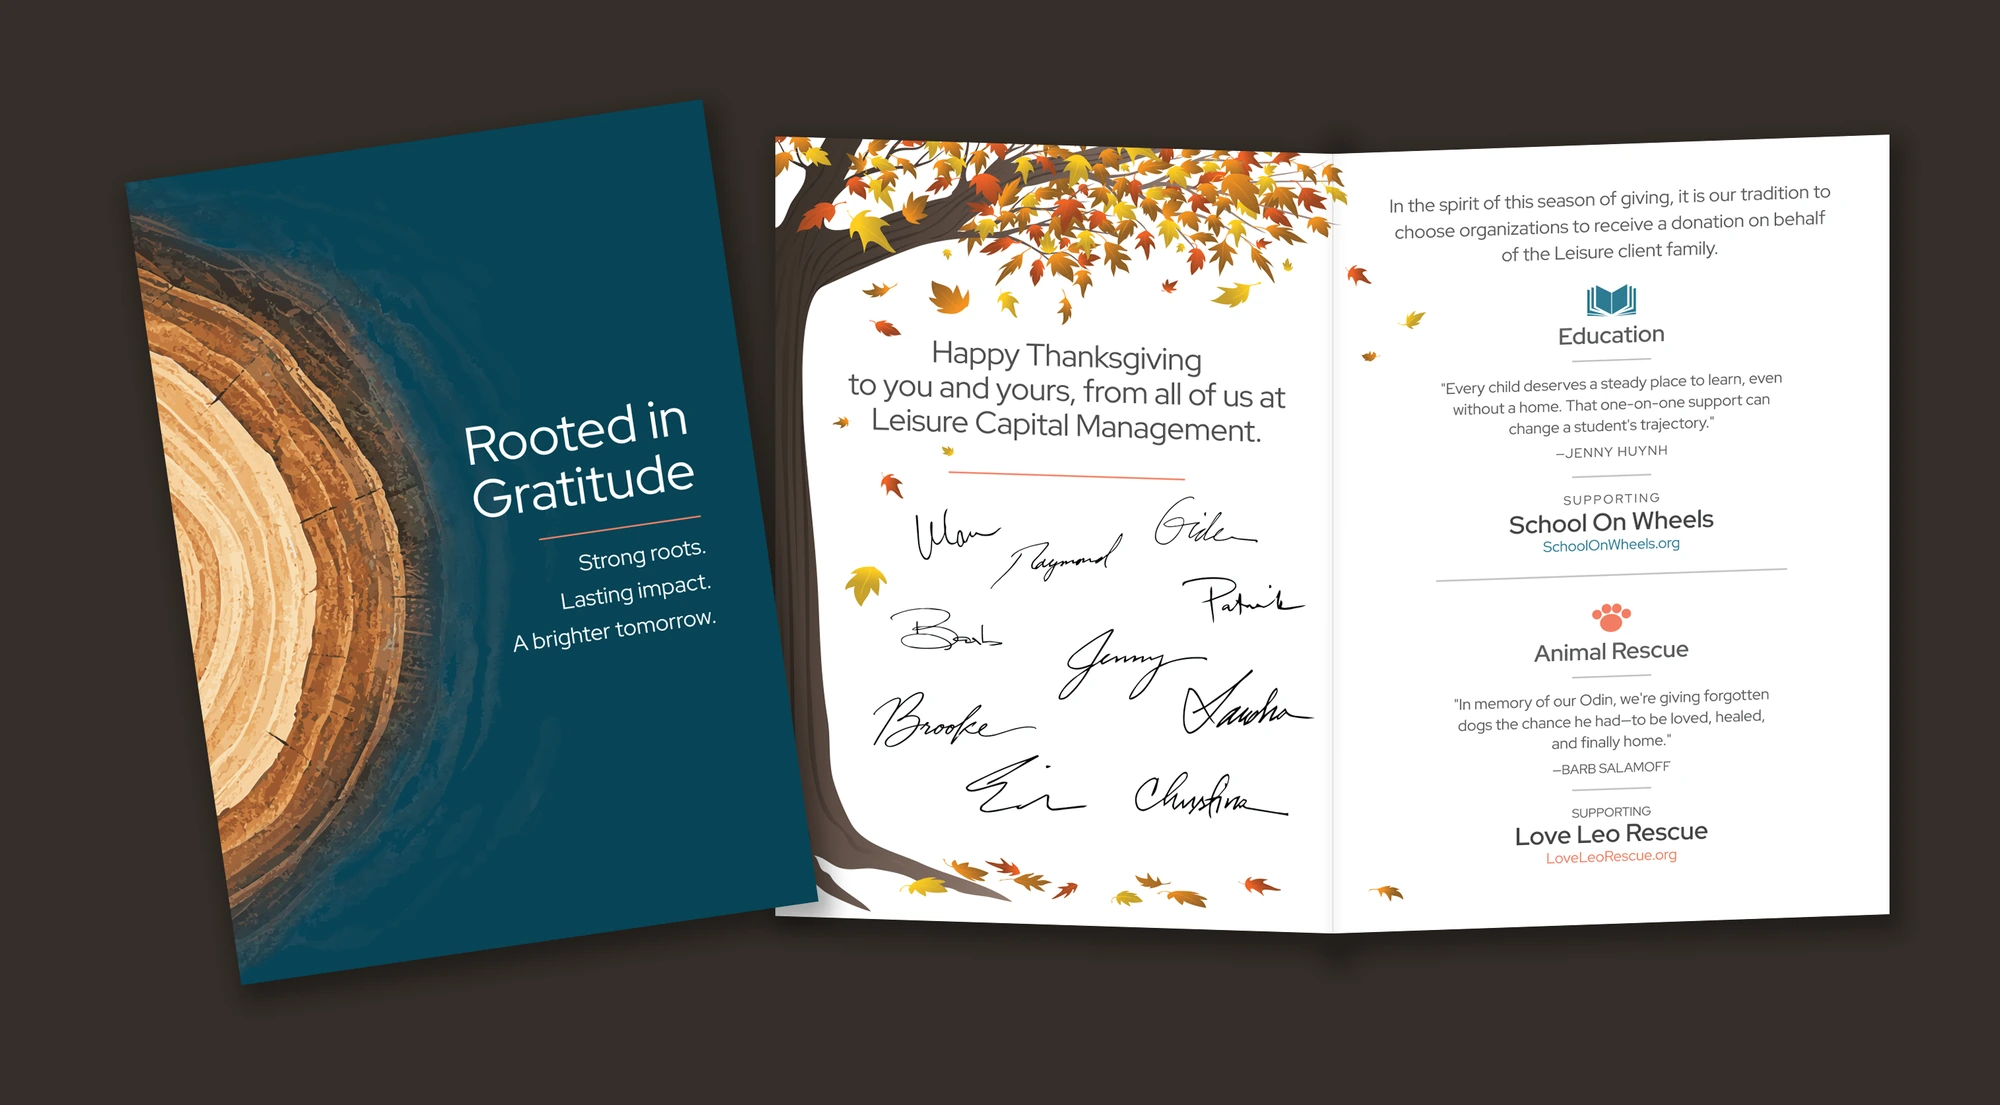 Rooted in
Gratitude
Strong roots.
Lasting impact.
A brighter tomorrow.
Happy Thanksgiving
to you and yours, from all of us at
Leisure Capital Management.
Gideon
Raymond
Patrick
Barb
Jenny
Sandra
Brooke
Eric
Christina
In the spirit of this season of giving, it is our tradition to
choose organizations to receive a donation on behalf
of the Leisure client family.
Education
"Every child deserves a steady place to learn, even
without a home. That one-on-one support can
change a student's trajectory."
–JENNY HUYNH
SUPPORTING
School On Wheels
SchoolOnWheels.org
Animal Rescue
"In memory of our Odin, we're giving forgotten
dogs the chance he had—to be loved, healed,
and finally home."
–BARB SALAMOFF
SUPPORTING
Love Leo Rescue
LoveLeoRescue.org